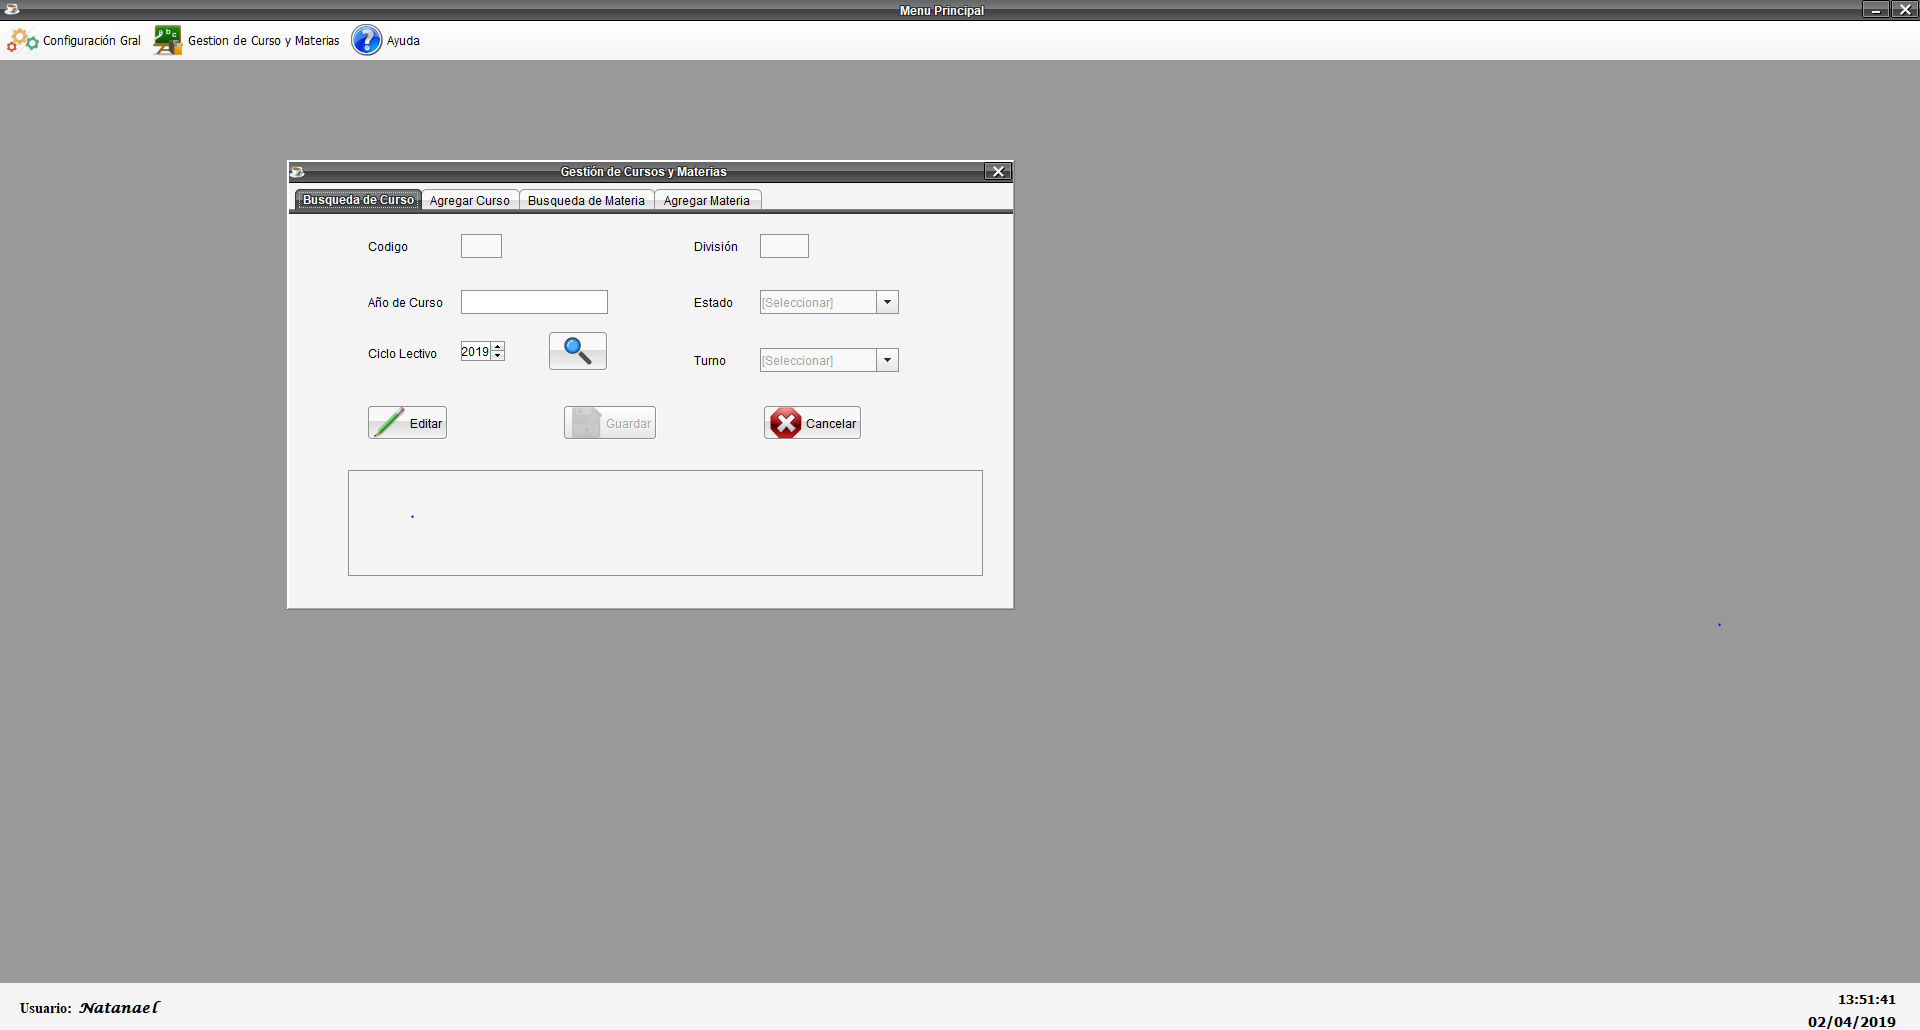 Menu Principal
Configuración Gral Gestion de Curso y Materias Ayuda
Gestión de Cursos y Materias
Busqueda de Curso Agregar Curso Busqueda de Materia Agregar Materia
Codigo División
Año de Curso Estado [Seleccionar]
Ciclo Lectivo 2019 Turno [Seleccionar]
Editar Guardar Cancelar
Usuario: Natanael
13:51:41
02/04/2019